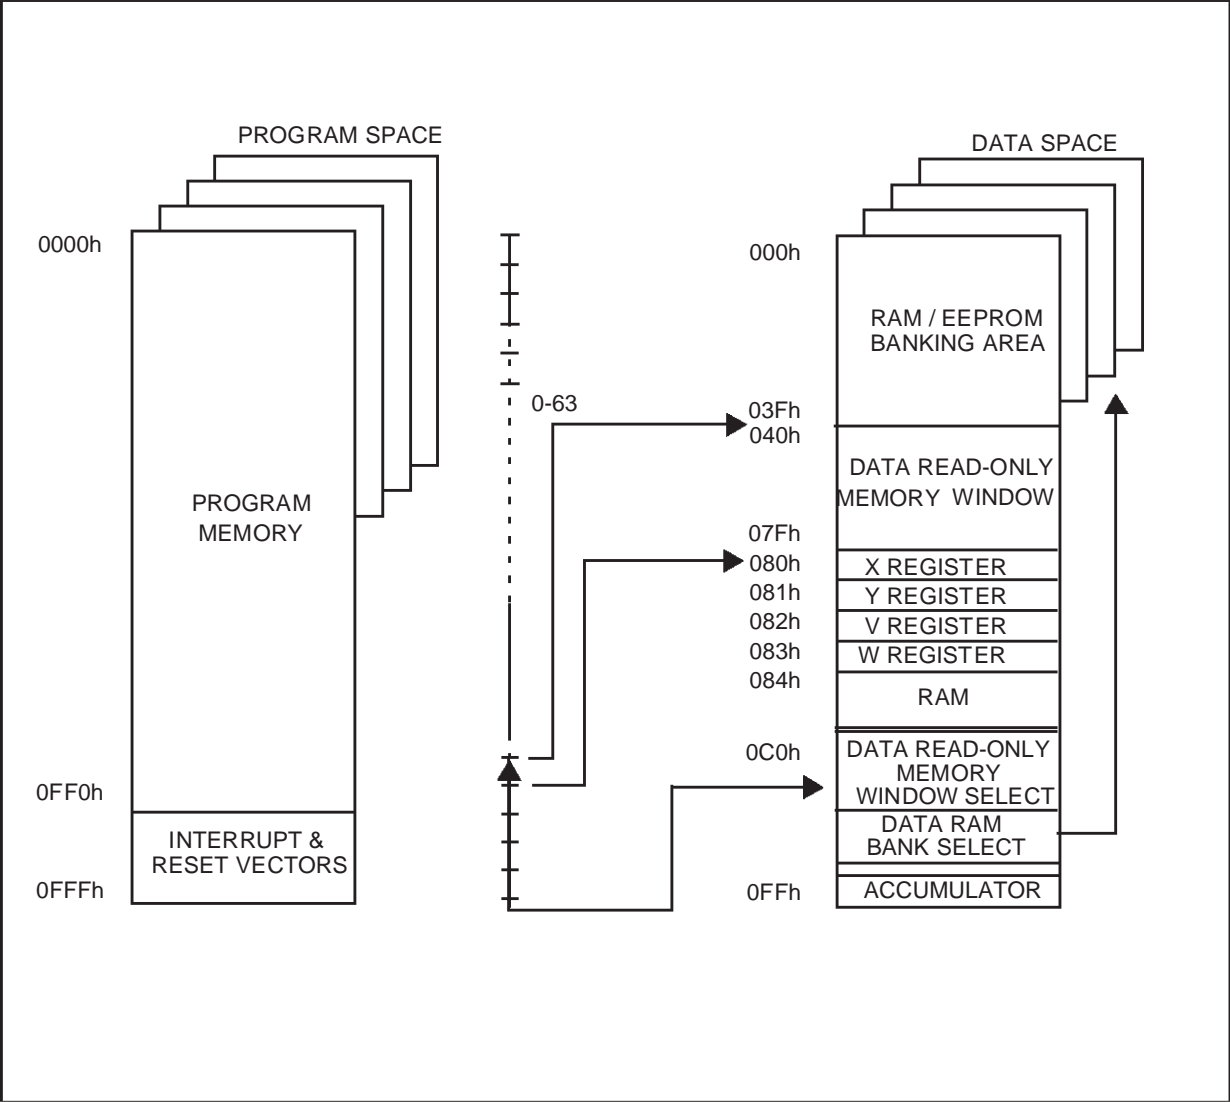 PROGRAM SPACE
0000h
PROGRAM
MEMORY
0FF0h
INTERRUPT &
RESET VECTORS
0FFFh
0-63
DATA SPACE
000h
RAM / EEPROM
BANKING AREA
03Fh
040h
DATA READ-ONLY
MEMORY WINDOW
07Fh
080h
X REGISTER
081h
Y REGISTER
082h
V REGISTER
083h
W REGISTER
084h
RAM
0C0h
DATA READ-ONLY
MEMORY
WINDOW SELECT
DATA RAM
BANK SELECT
0FFh
ACCUMULATOR